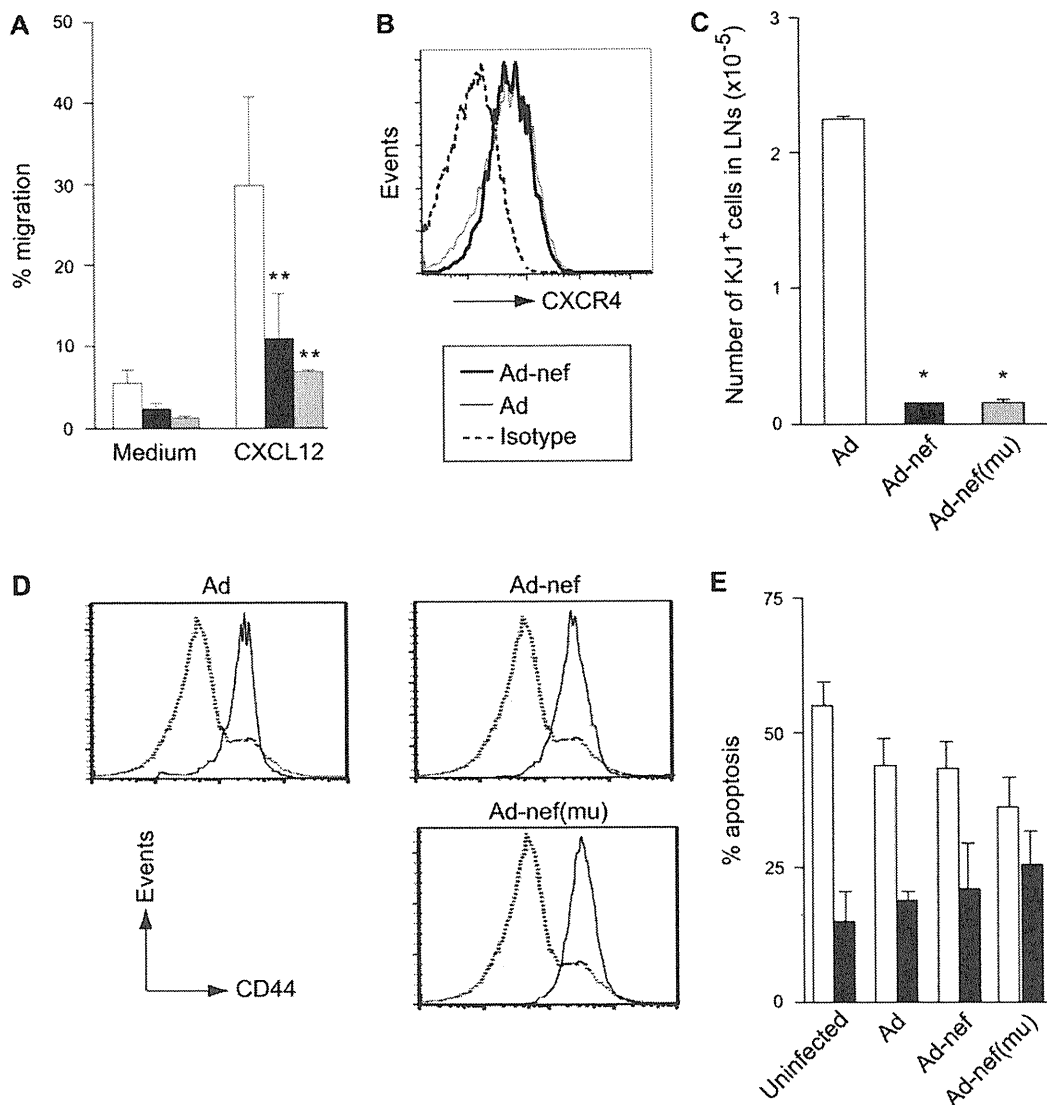 A
50
40
30
20
10
0
% migration
**
**
Medium
CXCL12
B
Events
CXCR4
Ad-nef
Ad
Isotype
C
Number of KJ1⁺ cells in LNs (x10⁻⁵)
3
2
1
0
*
*
Ad
Ad-nef
Ad-nef(mu)
D
Ad
Ad-nef
Ad-nef(mu)
Events
CD44
E
75
50
25
0
% apoptosis
Uninfected
Ad
Ad-nef
Ad-nef(mu)